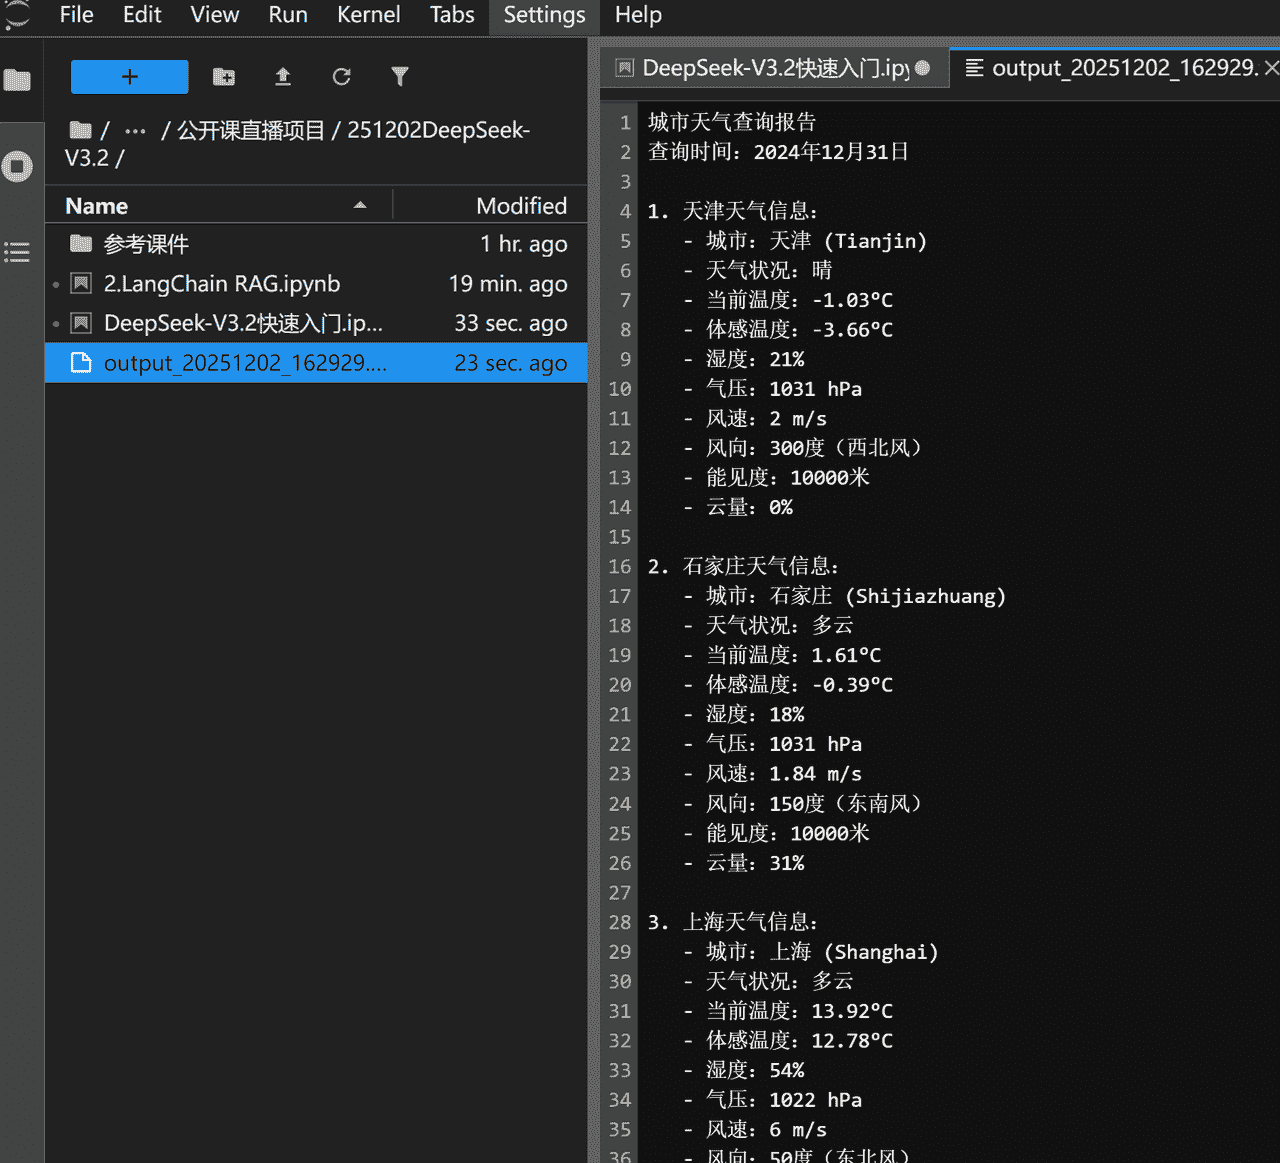 File Edit View Run Kernel Tabs Settings Help
+
/ ··· / 公开课直播项目 / 251202DeepSeek-
V3.2 /
Name Modified
参考课件 1 hr. ago
2.LangChain RAG.ipynb 19 min. ago
DeepSeek-V3.2快速入门.ip... 33 sec. ago
output_20251202_162929.... 23 sec. ago
DeepSeek-V3.2快速入门.ipy output_20251202_162929.
1 城市天气查询报告
2 查询时间：2024年12月31日
3
4 1. 天津天气信息：
5 - 城市：天津 (Tianjin)
6 - 天气状况：晴
7 - 当前温度：-1.03°C
8 - 体感温度：-3.66°C
9 - 湿度：21%
10 - 气压：1031 hPa
11 - 风速：2 m/s
12 - 风向：300度（西北风）
13 - 能见度：10000米
14 - 云量：0%
15
16 2. 石家庄天气信息：
17 - 城市：石家庄 (Shijiazhuang)
18 - 天气状况：多云
19 - 当前温度：1.61°C
20 - 体感温度：-0.39°C
21 - 湿度：18%
22 - 气压：1031 hPa
23 - 风速：1.84 m/s
24 - 风向：150度（东南风）
25 - 能见度：10000米
26 - 云量：31%
27
28 3. 上海天气信息：
29 - 城市：上海 (Shanghai)
30 - 天气状况：多云
31 - 当前温度：13.92°C
32 - 体感温度：12.78°C
33 - 湿度：54%
34 - 气压：1022 hPa
35 - 风速：6 m/s
36 - 风向：50度（东北风）